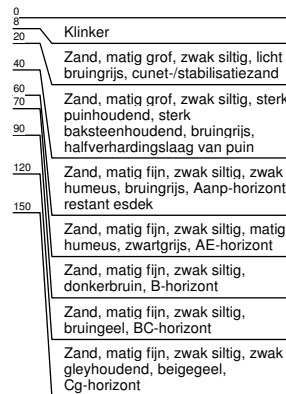 0
8
Klinker
20
Zand, matig grof, zwak siltig, licht
bruingrijs, cunet-/stabilisatiezand
40
Zand, matig grof, zwak siltig, sterk
puinhoudend, sterk
baksteenhoudend, bruingrijs,
halfverhardingslaag van puin
60
70
90
Zand, matig fijn, zwak siltig, zwak
humeus, bruingrijs, Aanp-horizont,
restant esdek
120
Zand, matig fijn, zwak siltig, matig
humeus, zwartgrijs, AE-horizont
150
Zand, matig fijn, zwak siltig,
donkerbruin, B-horizont
Zand, matig fijn, zwak siltig,
bruingeel, BC-horizont
Zand, matig fijn, zwak siltig, zwak
gleyhoudend, beigegeel,
Cg-horizont